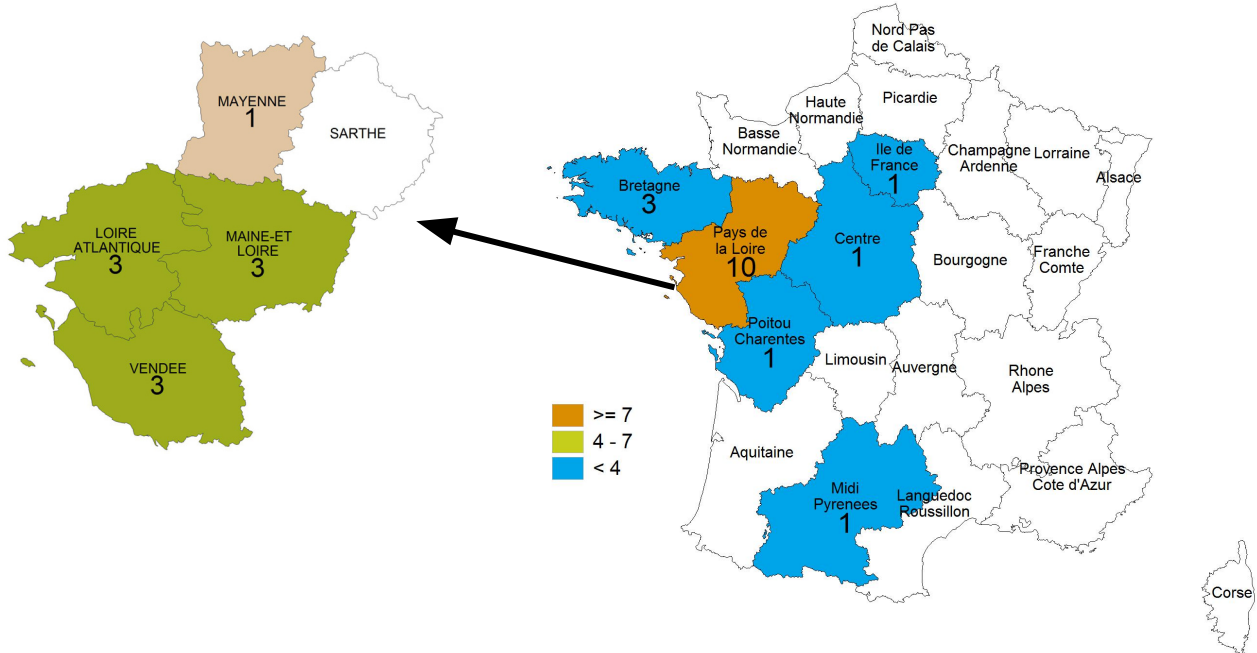 MAYENNE
1
SARTHE
LOIRE
ATLANTIQUE
3
MAINE-ET
LOIRE
3
VENDEE
3
Nord Pas
de Calais
Picardie
Haute
Normandie
Basse
Normandie
Ile de
France
1
Champagne
Ardenne
Lorraine
Alsace
Bretagne
3
Pays de
la Loire
10
Centre
1
Bourgogne
Franche
Comte
Poitou
Charentes
1
Limousin
Auvergne
Rhone
Alpes
>= 7
4 - 7
< 4
Aquitaine
Midi
Pyrenees
1
Languedoc
Roussillon
Provence Alpes
Cote d'Azur
Corse